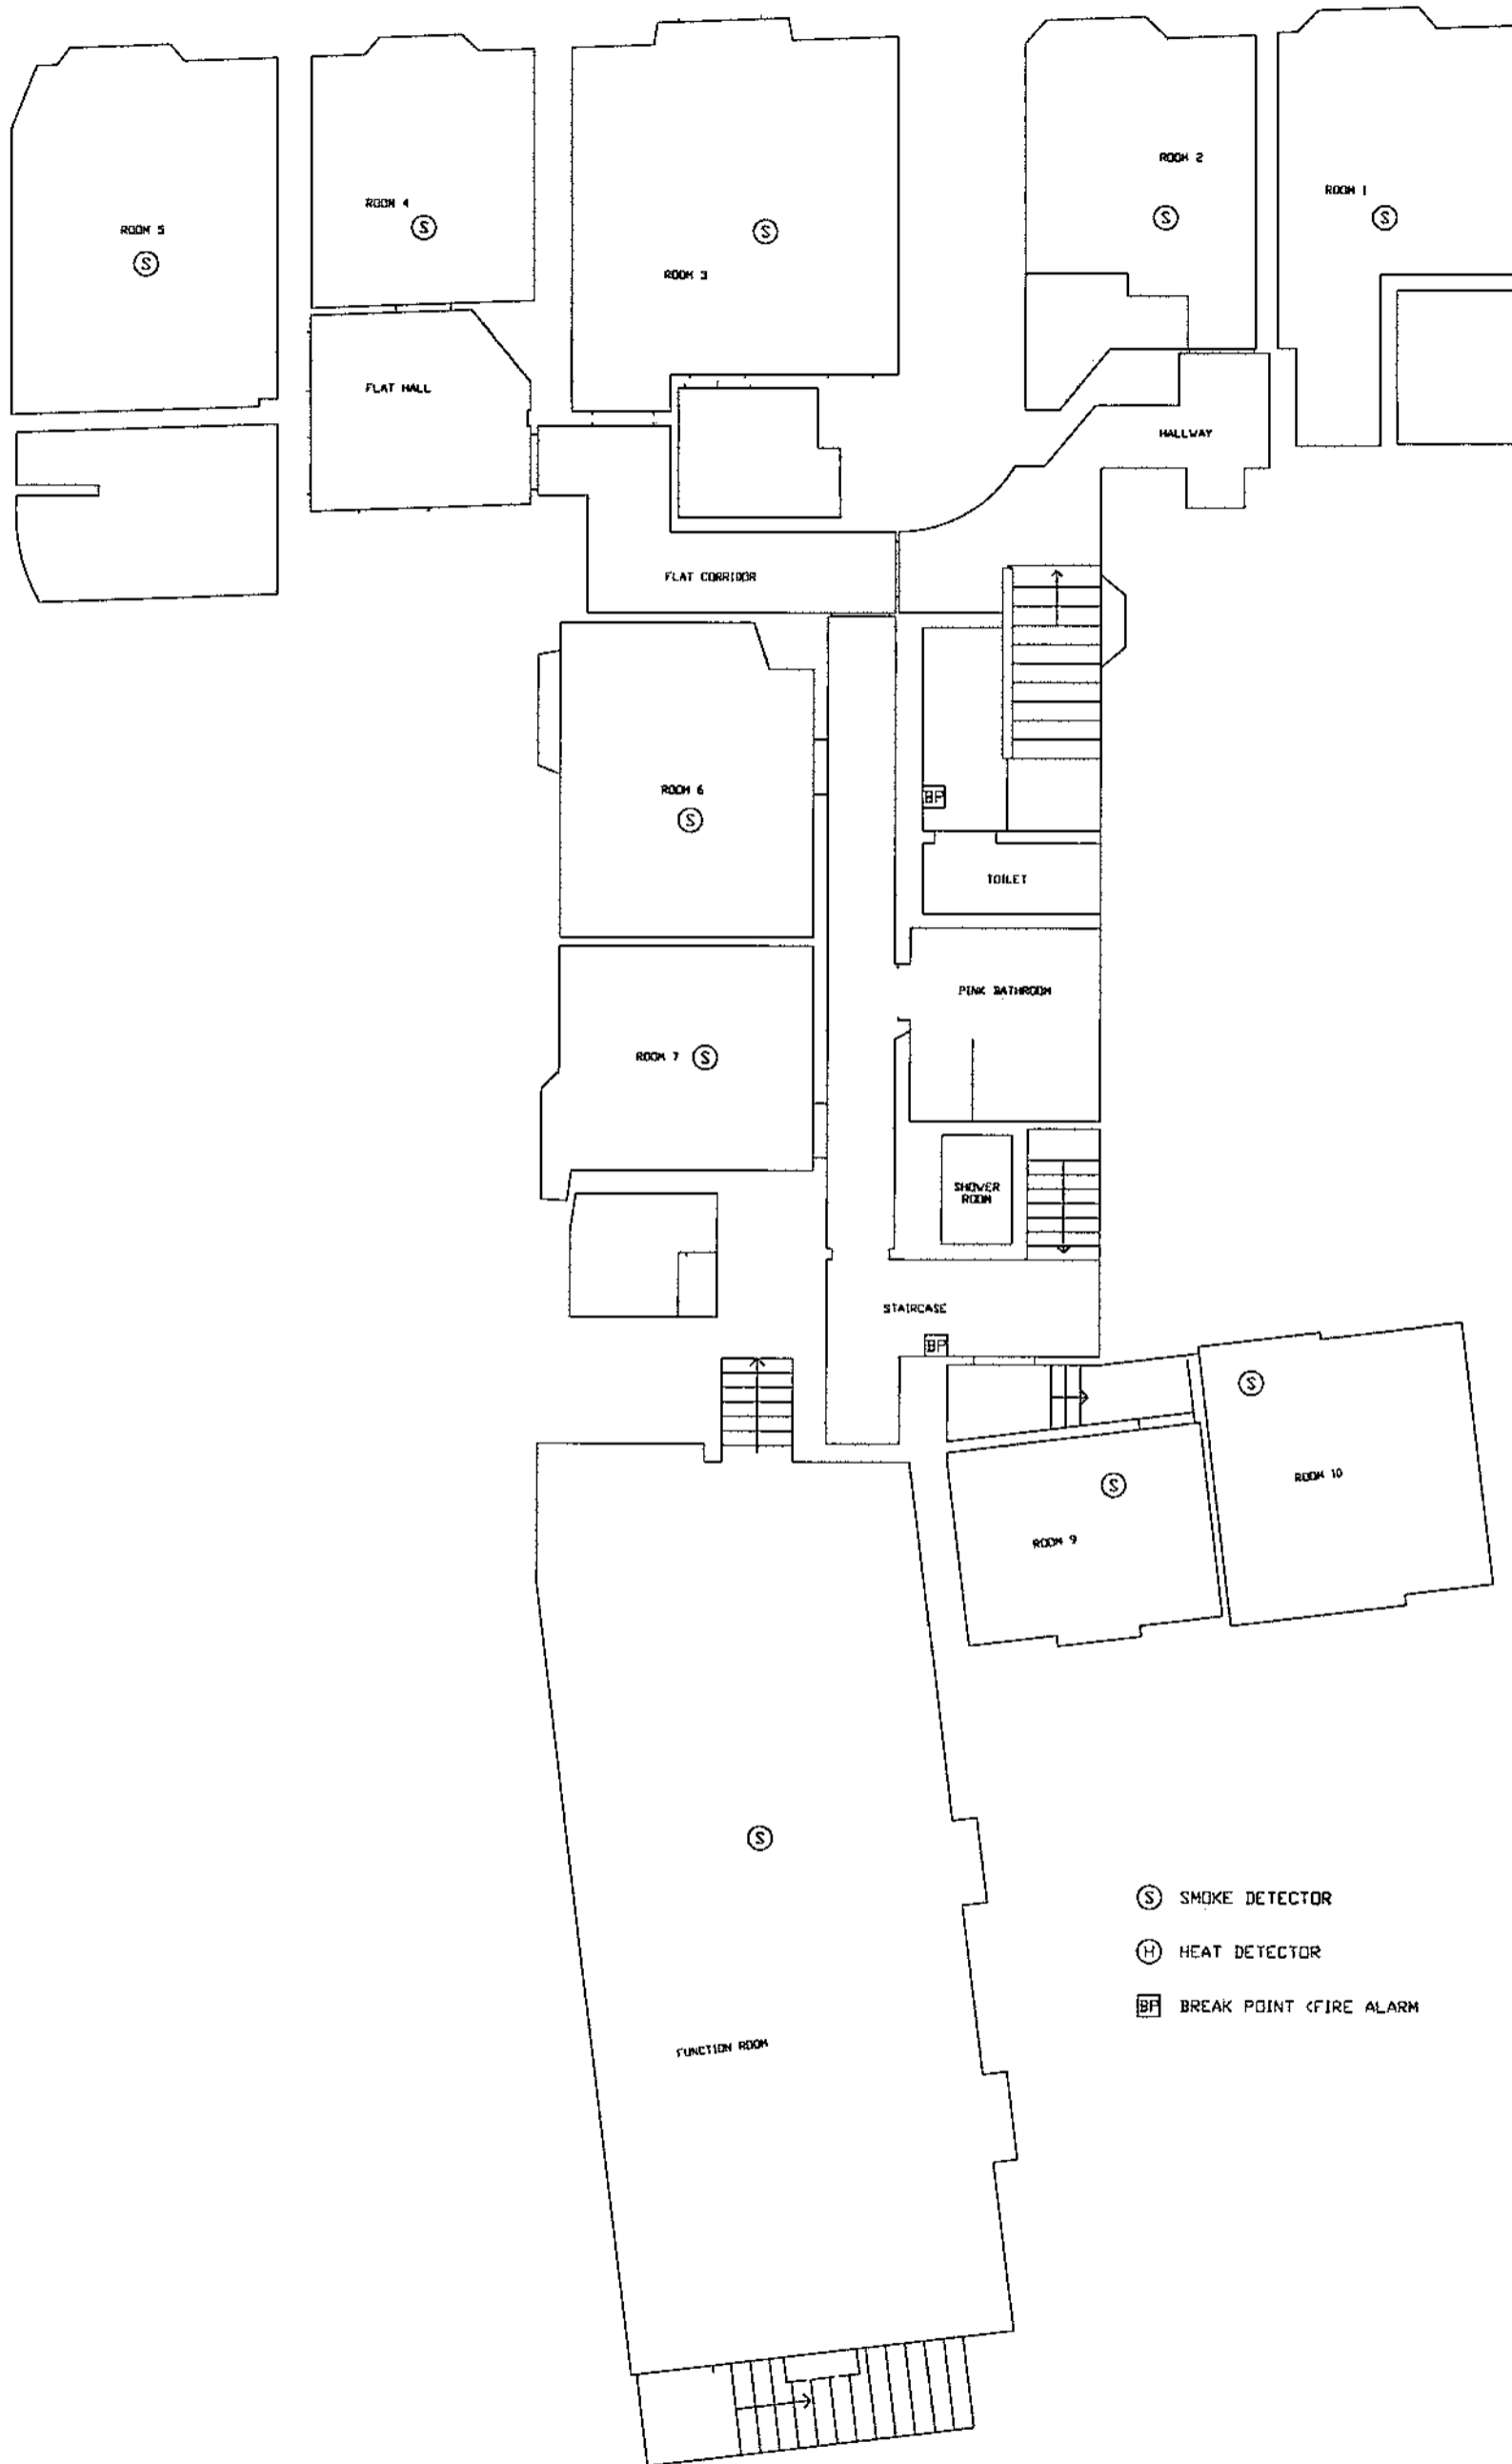 ROOM 2
ROOM 1
S
S
ROOM 4
S
ROOM 5
S
S
ROOM 3
FLAT HALL
HALLWAY
FLAT CORRIDOR
ROOM 6
S
BP
TOILET
PINK BATHROOM
ROOM 7 S
SHOWER
ROOM
STAIRCASE
BP
S
ROOM 10
S
ROOM 9
S
S SMOKE DETECTOR
H HEAT DETECTOR
BP BREAK POINT (FIRE ALARM
FUNCTION ROOM